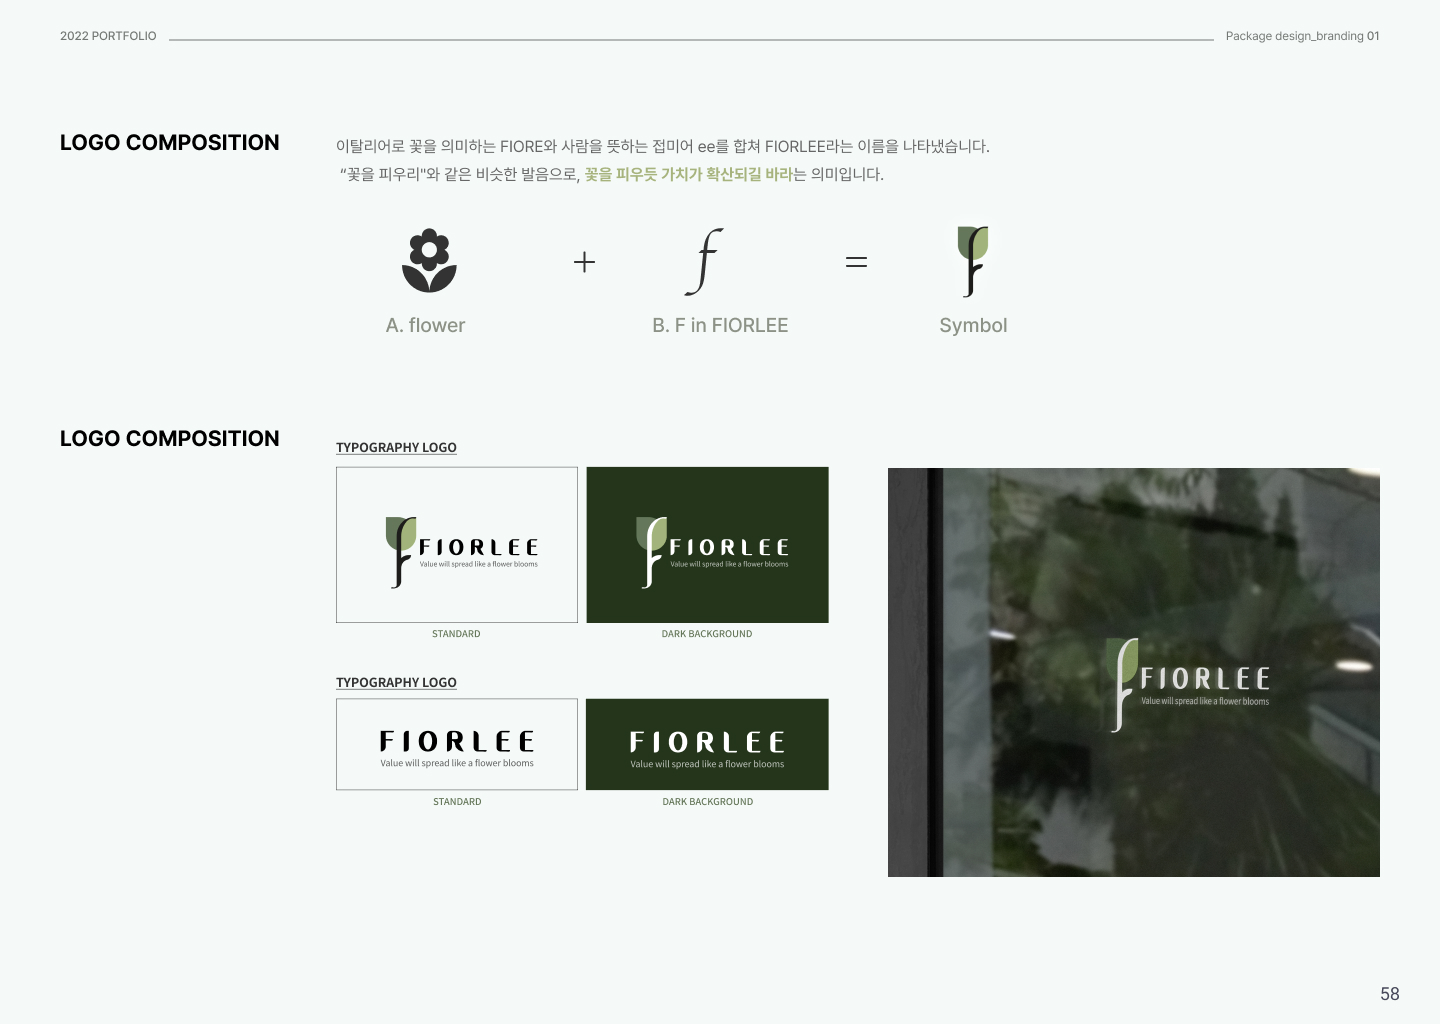 2022 PORTFOLIO
Package design_branding 01
LOGO COMPOSITION
이탈리어로 꽃을 의미하는 FIORE와 사람을 뜻하는 접미어 ee를 합쳐 FIORLEE라는 이름을 나타냈습니다.
“꽃을 피우리"와 같은 비슷한 발음으로, 꽃을 피우듯 가치가 확산되길 바라는 의미입니다.
+ f =
A. flower
B. F in FIORLEE
Symbol
LOGO COMPOSITION
TYPOGRAPHY LOGO
FIORLEE
Value will spread like a flower blooms
STANDARD
FIORLEE
Value will spread like a flower blooms
DARK BACKGROUND
TYPOGRAPHY LOGO
FIORLEE
Value will spread like a flower blooms
STANDARD
FIORLEE
Value will spread like a flower blooms
DARK BACKGROUND
FIORLEE
Value will spread like a flower blooms
58